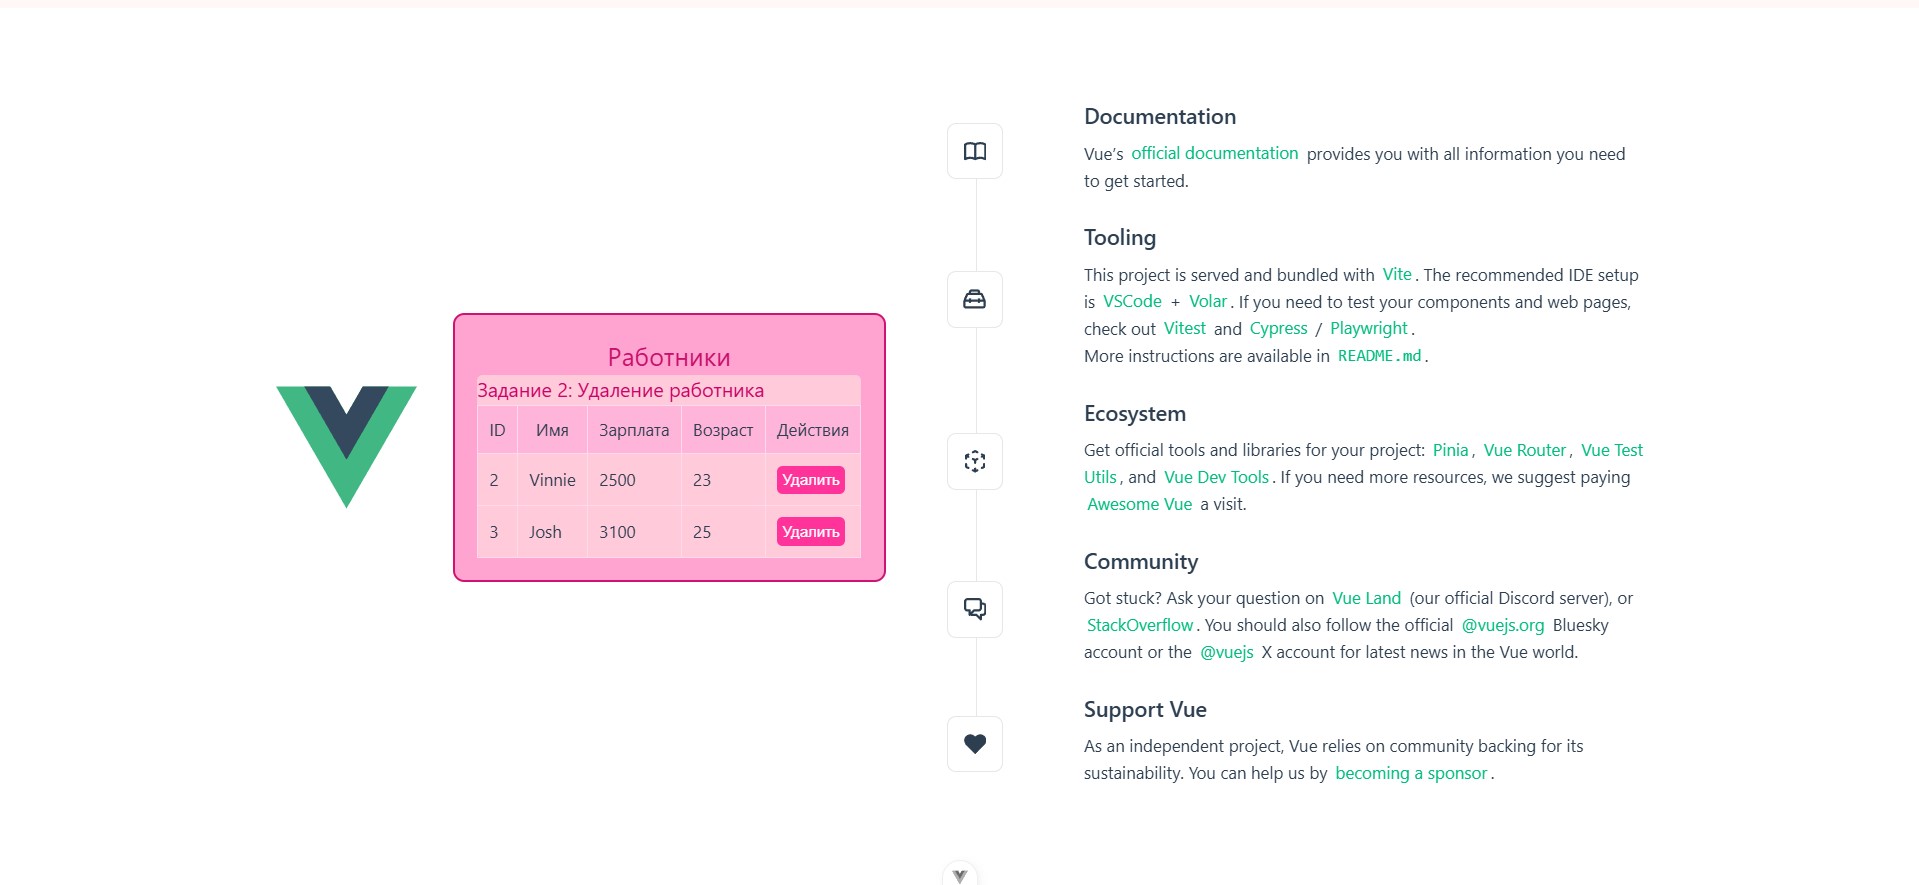 Работники
Задание 2: Удаление работника
ID Имя Зарплата Возраст Действия
2 Vinnie 2500 23 Удалить
3 Josh 3100 25 Удалить
Documentation
Vue’s official documentation provides you with all information you need
to get started.
Tooling
This project is served and bundled with Vite. The recommended IDE setup
is VSCode + Volar. If you need to test your components and web pages,
check out Vitest and Cypress / Playwright.
More instructions are available in README.md.
Ecosystem
Get official tools and libraries for your project: Pinia, Vue Router, Vue Test
Utils, and Vue Dev Tools. If you need more resources, we suggest paying
Awesome Vue a visit.
Community
Got stuck? Ask your question on Vue Land (our official Discord server), or
StackOverflow. You should also follow the official @vuejs.org Bluesky
account or the @vuejs X account for latest news in the Vue world.
Support Vue
As an independent project, Vue relies on community backing for its
sustainability. You can help us by becoming a sponsor.